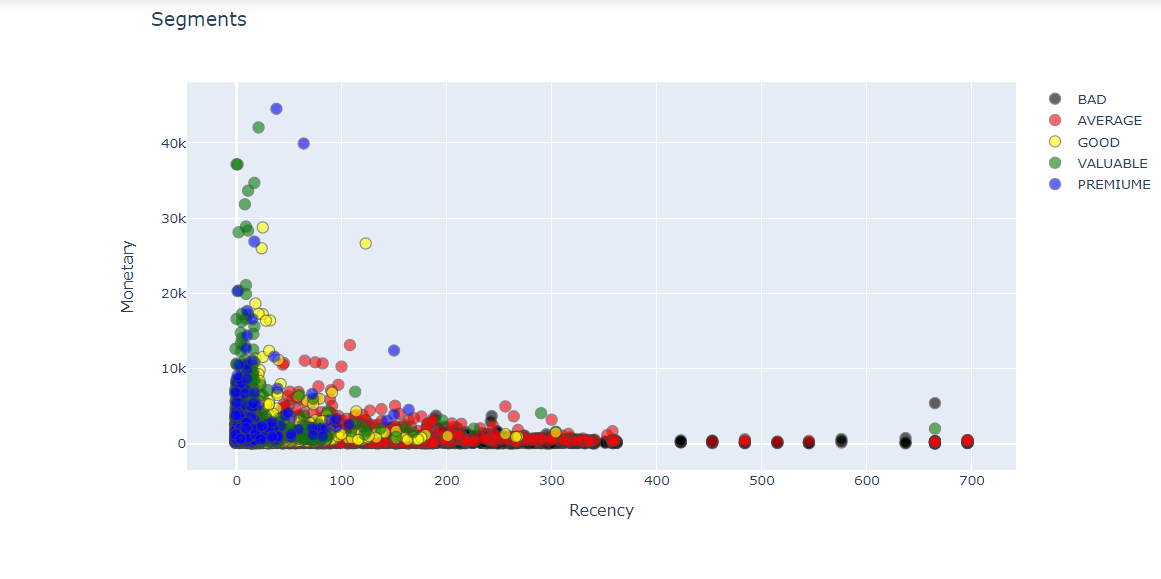 Segments
Monetary
40k
30k
20k
10k
0
0 100 200 300 400 500 600 700
Recency
BAD
AVERAGE
GOOD
VALUABLE
PREMIUME